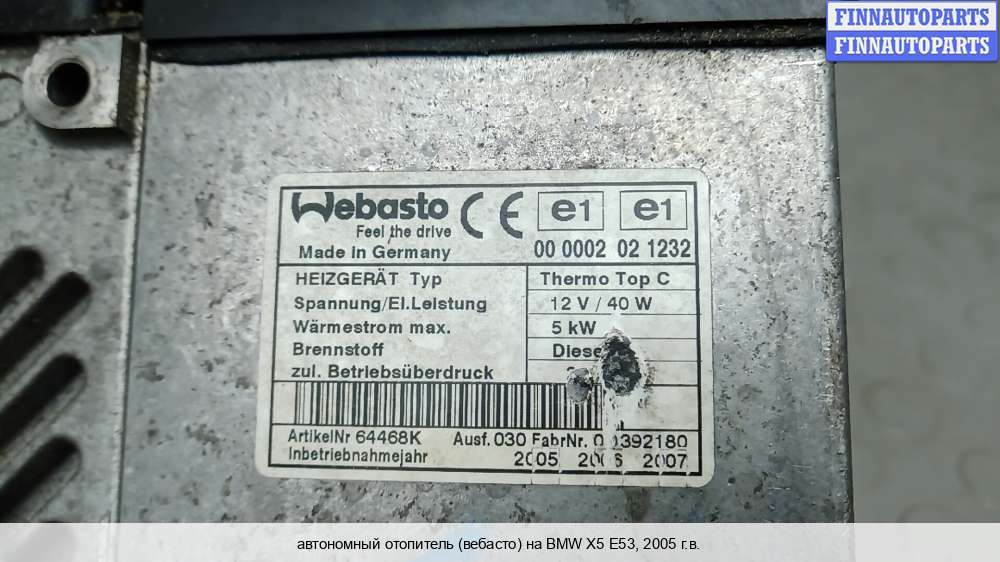 FINNAUTOPARTS
FINNAUTOPARTS
Webasto
Feel the drive
CE e1 e1
Made in Germany 00 0002 02 1232
HEIZGERÄT Typ Thermo Top C
Spannung/El.Leistung 12 V / 40 W
Wärmestrom max. 5 kW
Brennstoff
zul. Betriebsüberdruck
ArtikelNr 64468K Ausf. 030 FabrNr.
Inbetriebnahmejahr 2005 2006 2007
автономный отопитель (вебасто) на BMW X5 E53, 2005 г.в.